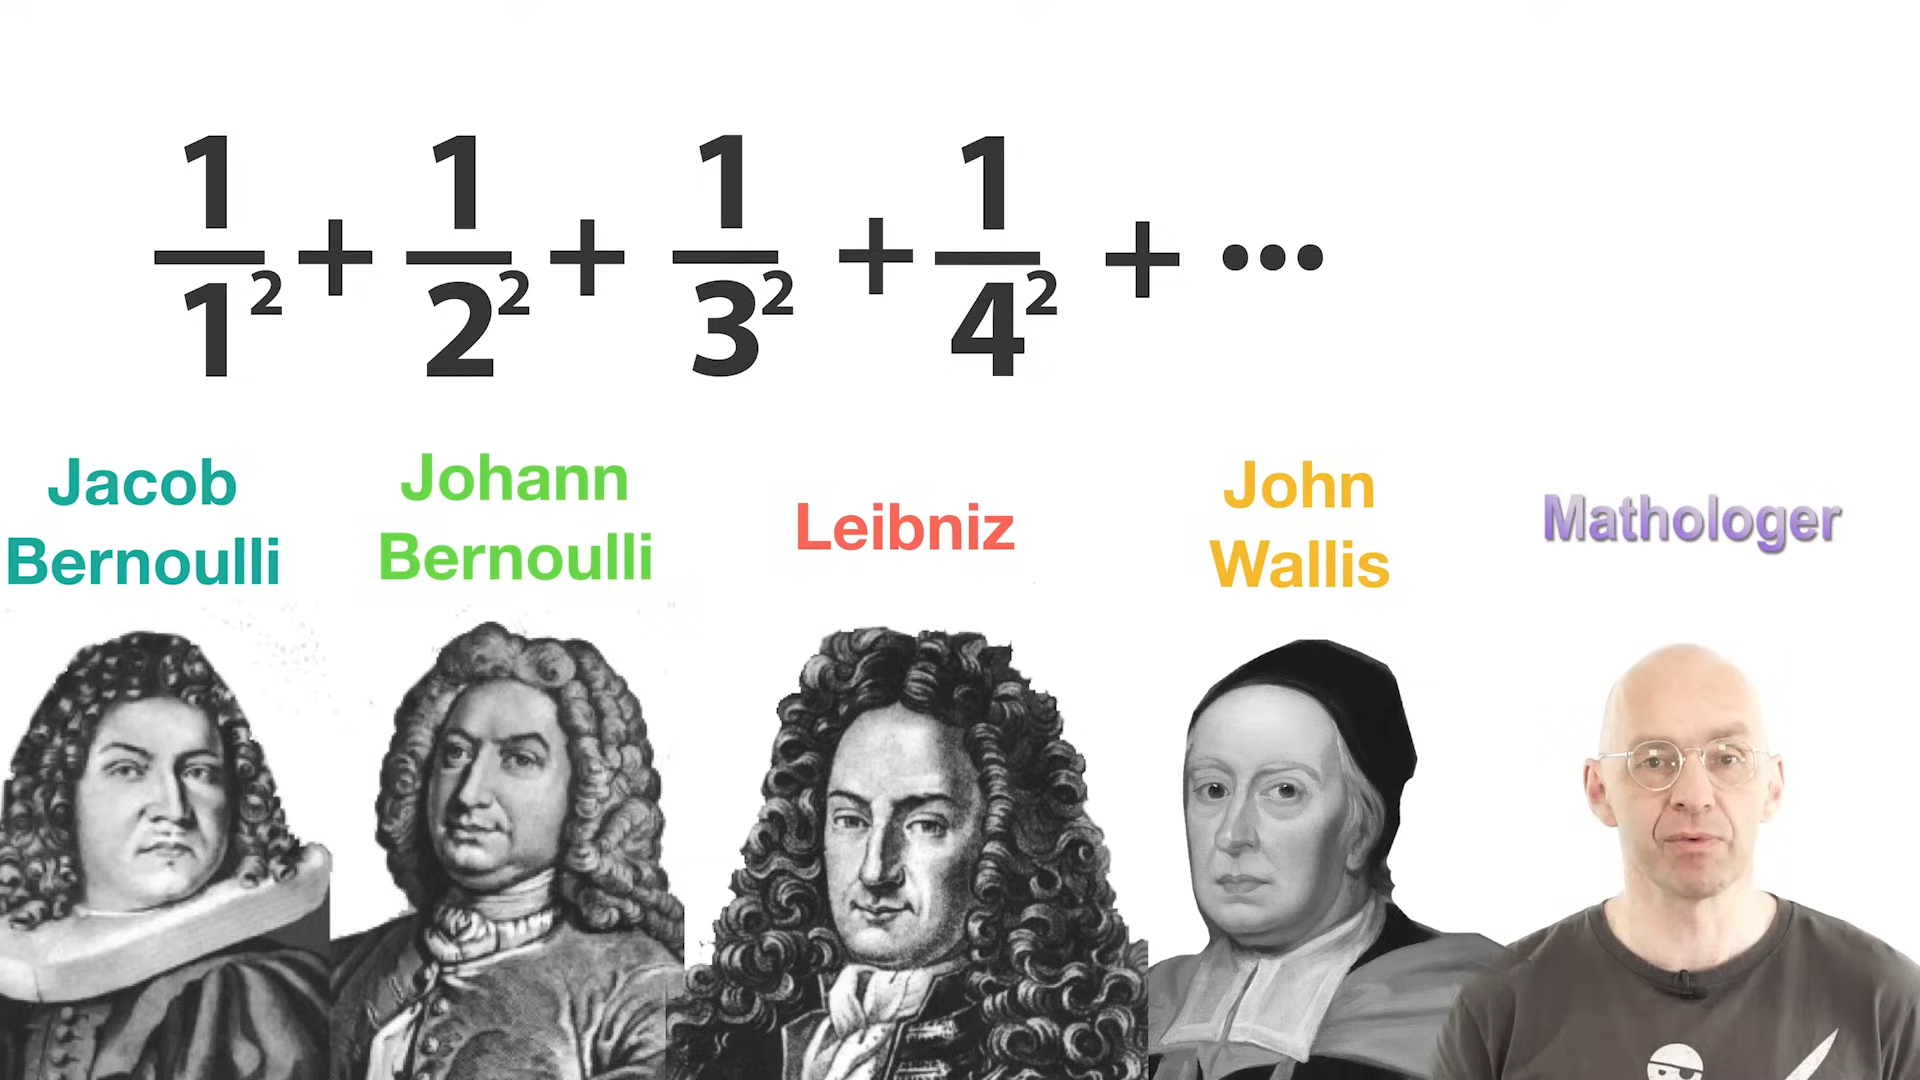 1/1² + 1/2² + 1/3² + 1/4² + •••
Jacob
Bernoulli
Johann
Bernoulli
Leibniz
John
Wallis
Mathologer